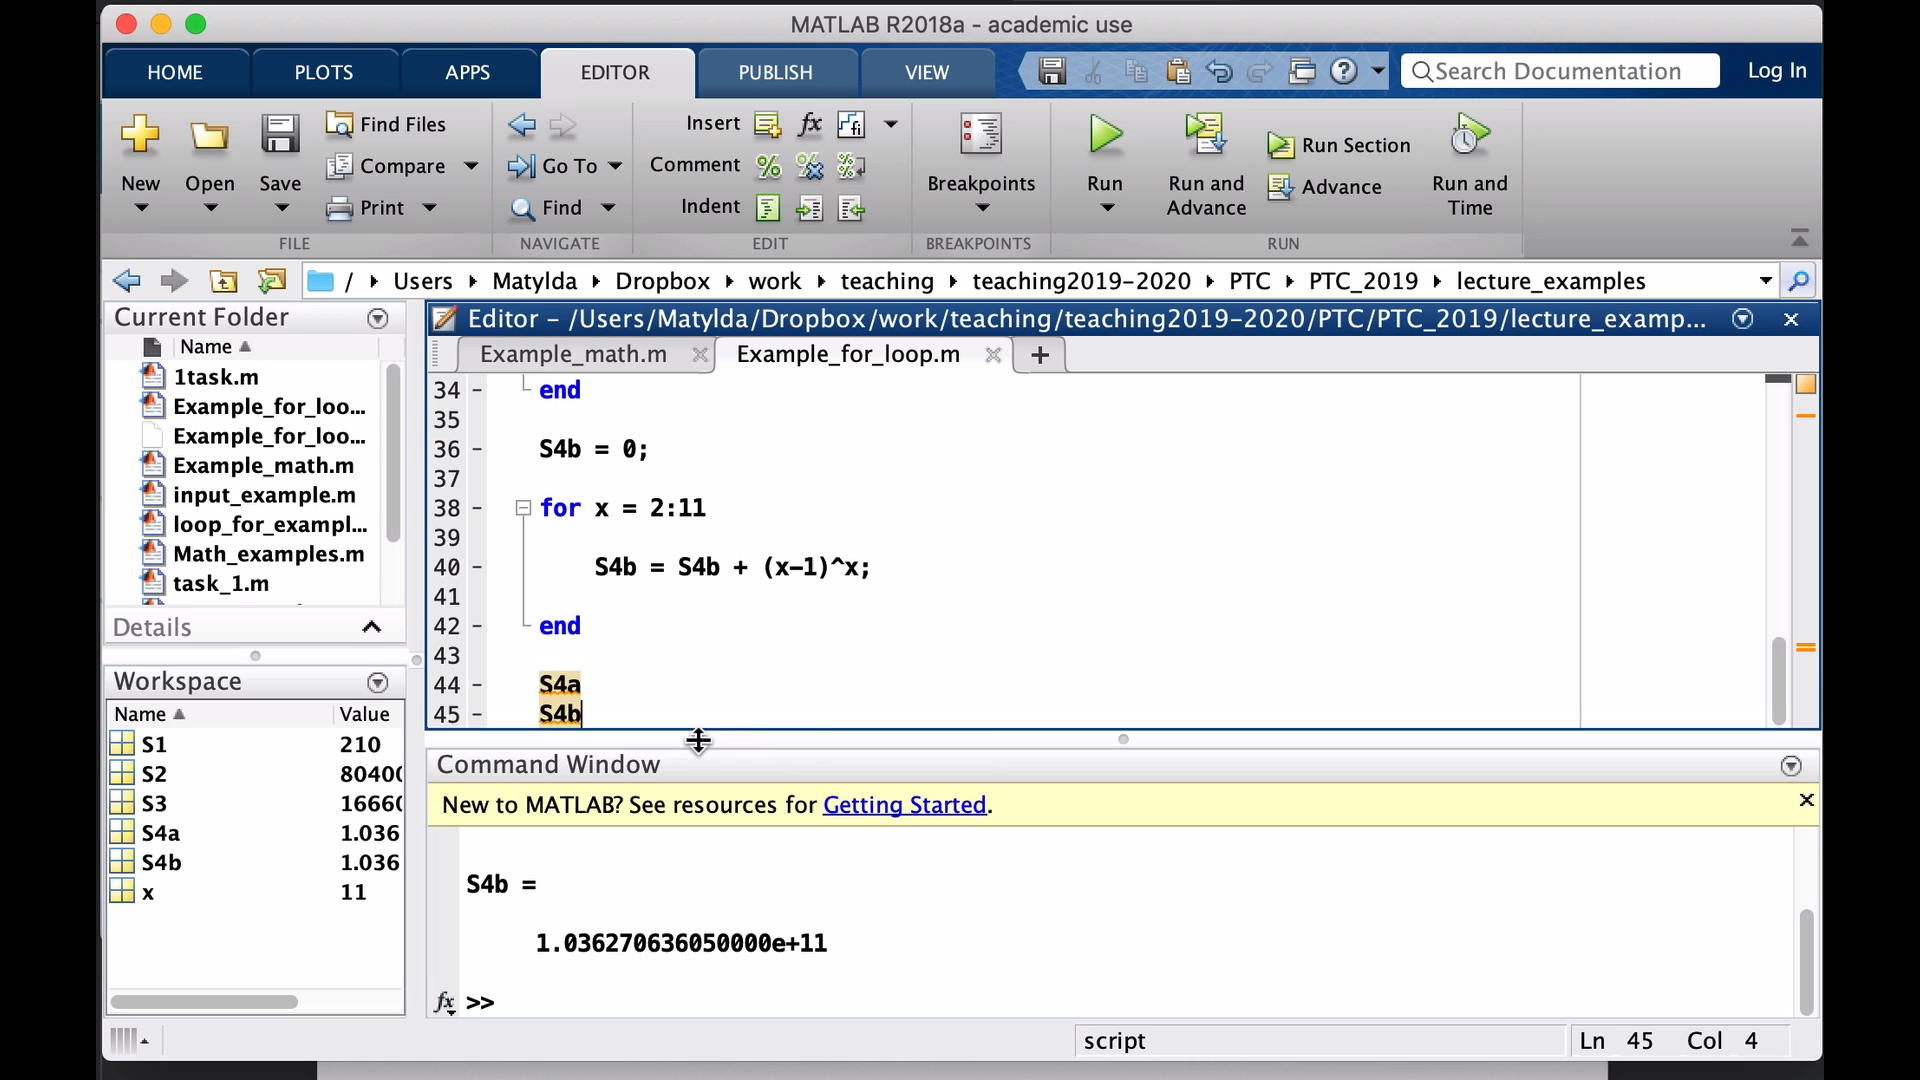 MATLAB R2018a - academic use
HOME PLOTS APPS EDITOR PUBLISH VIEW Search Documentation Log In
New Open Save Find Files Compare Print FILE
Go To Find NAVIGATE
Insert fx Comment Indent EDIT
Breakpoints BREAKPOINTS
Run Run and Advance Run Section Advance Run and Time RUN
/ Users Matylda Dropbox work teaching teaching2019-2020 PTC PTC_2019 lecture_examples
Current Folder
Name
1task.m
Example_for_loo...
Example_for_loo...
Example_math.m
input_example.m
loop_for_exampl...
Math_examples.m
task_1.m
Details
Workspace
Name Value
S1 210
S2 80400
S3 16660
S4a 1.036
S4b 1.036
x 11
Editor - /Users/Matylda/Dropbox/work/teaching/teaching2019-2020/PTC/PTC_2019/lecture_examp...
Example_math.m Example_for_loop.m +
34 - end
35
36 - S4b = 0;
37
38 - for x = 2:11
39
40 - S4b = S4b + (x-1)^x;
41
42 - end
43
44 - S4a
45 - S4b
Command Window
New to MATLAB? See resources for Getting Started.
S4b =
1.036270636050000e+11
fx >>
script Ln 45 Col 4